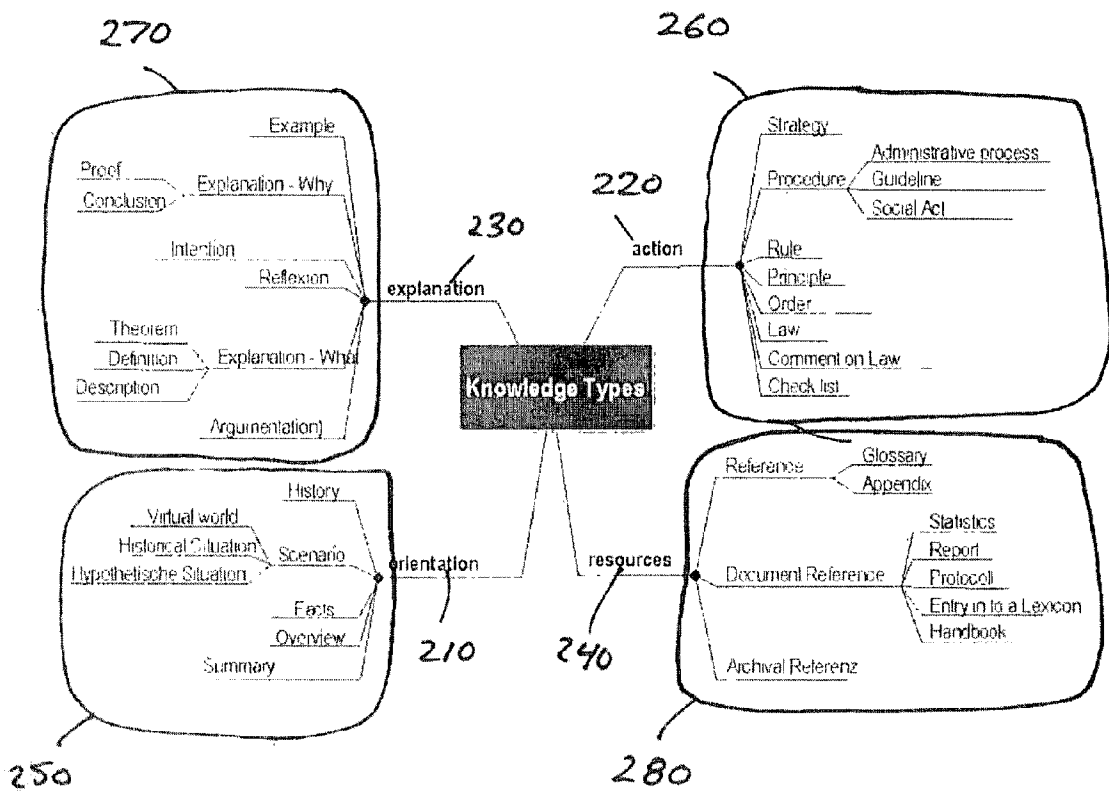 270
260
Example
Proof
Conclusion
Explanation - Why
Intention
Reflexion
Theorem
Definition
Description
Explanation - What
Argumentation
230
explanation
220
action
Strategy
Procedure
Administrative process
Guideline
Social Act
Rule
Principle
Order
Law
Comment on Law
Check list
Knowledge Types
History
Virtual world
Historical Situation
Hypothetische Situation
Scenario
Facts
Overview
Summary
orientation
210
250
resources
240
Reference
Glossary
Appendix
Document Reference
Statistics
Report
Protocoll
Entry in to a Lexicon
Handbook
Archival Referenz
280